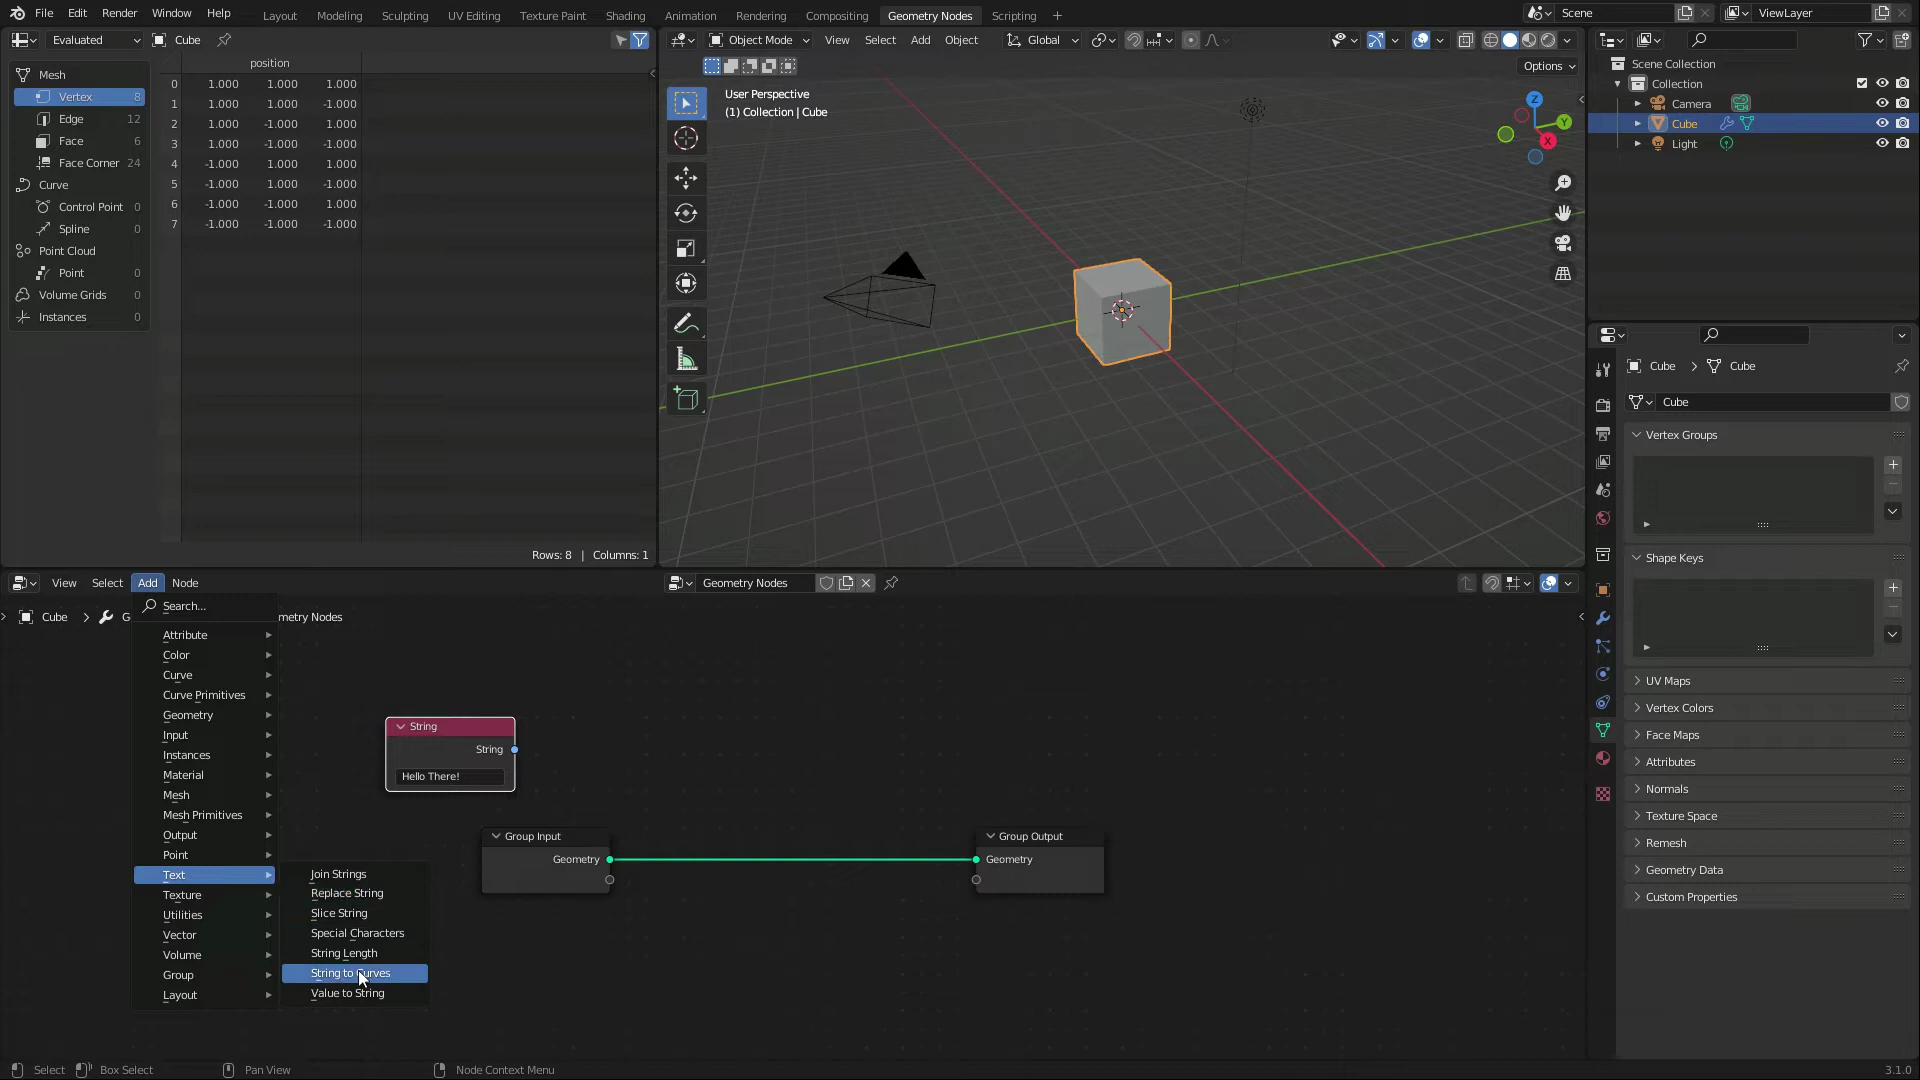 File Edit Render Window Help Layout Modeling Sculpting UV Editing Texture Paint Shading Animation Rendering Compositing Geometry Nodes Scripting + Scene ViewLayer
Evaluated Cube
Object Mode View Select Add Object Global
Options
position
Mesh
Vertex 8
Edge 12
Face 6
Face Corner 24
Curve
Control Point 0
Spline 0
Point Cloud
Point 0
Volume Grids 0
Instances 0
0 1.000 1.000 1.000
1 1.000 1.000 -1.000
2 1.000 -1.000 1.000
3 1.000 -1.000 -1.000
4 -1.000 1.000 1.000
5 -1.000 1.000 -1.000
6 -1.000 -1.000 1.000
7 -1.000 -1.000 -1.000
Rows: 8 | Columns: 1
User Perspective
(1) Collection | Cube
Z
Y
X
Scene Collection
Collection
Camera
Cube
Light
Cube > Cube
Cube
Vertex Groups
Shape Keys
UV Maps
Vertex Colors
Face Maps
Attributes
Normals
Texture Space
Remesh
Geometry Data
Custom Properties
View Select Add Node Geometry Nodes
Cube > G metry Nodes
Search...
Attribute
Color
Curve
Curve Primitives
Geometry
Input
Instances
Material
Mesh
Mesh Primitives
Output
Point
Text
Texture
Utilities
Vector
Volume
Group
Layout
Join Strings
Replace String
Slice String
Special Characters
String Length
String to Curves
Value to String
String
String
Hello There!
Group Input
Geometry
Group Output
Geometry
Select Box Select Pan View Node Context Menu 3.1.0